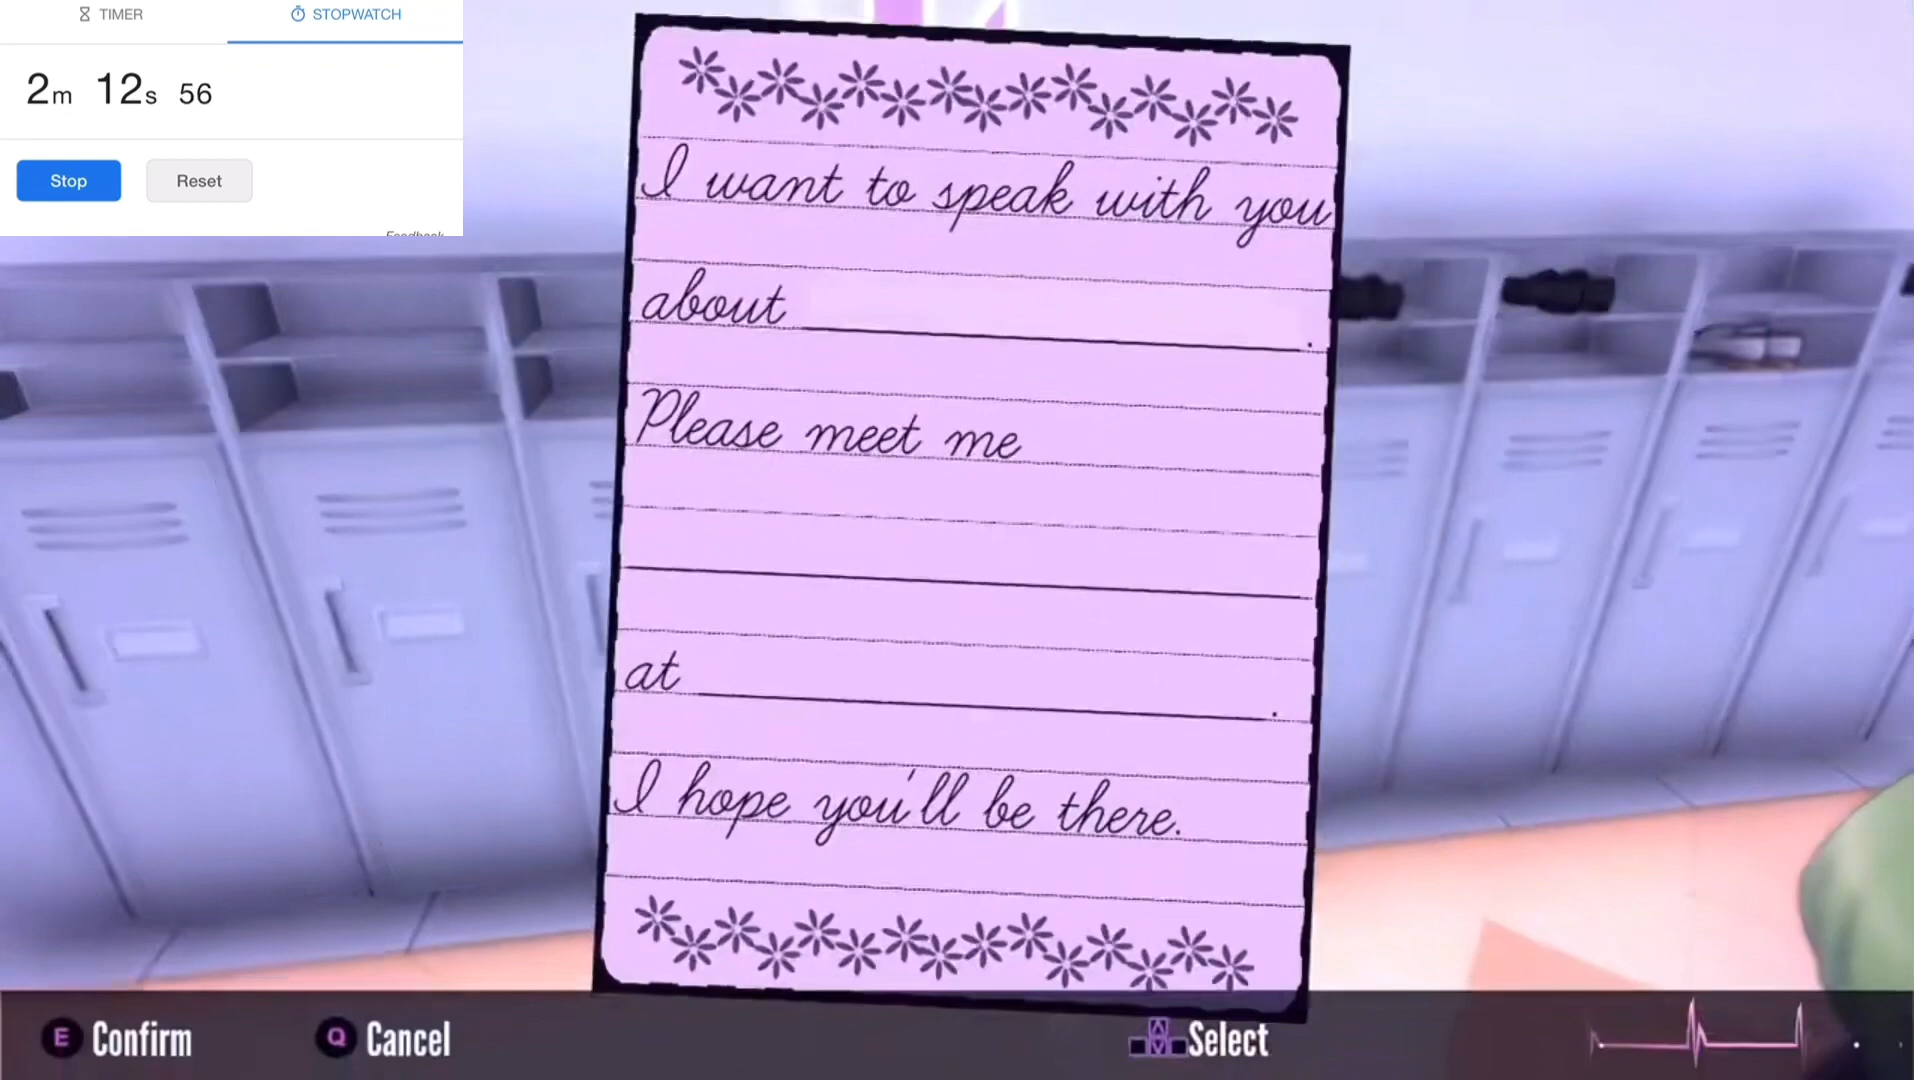 TIMER STOPWATCH
2m 12s 56
Stop Reset
I want to speak with you
about .
Please meet me
at .
I hope you'll be there.
E Confirm Q Cancel Select